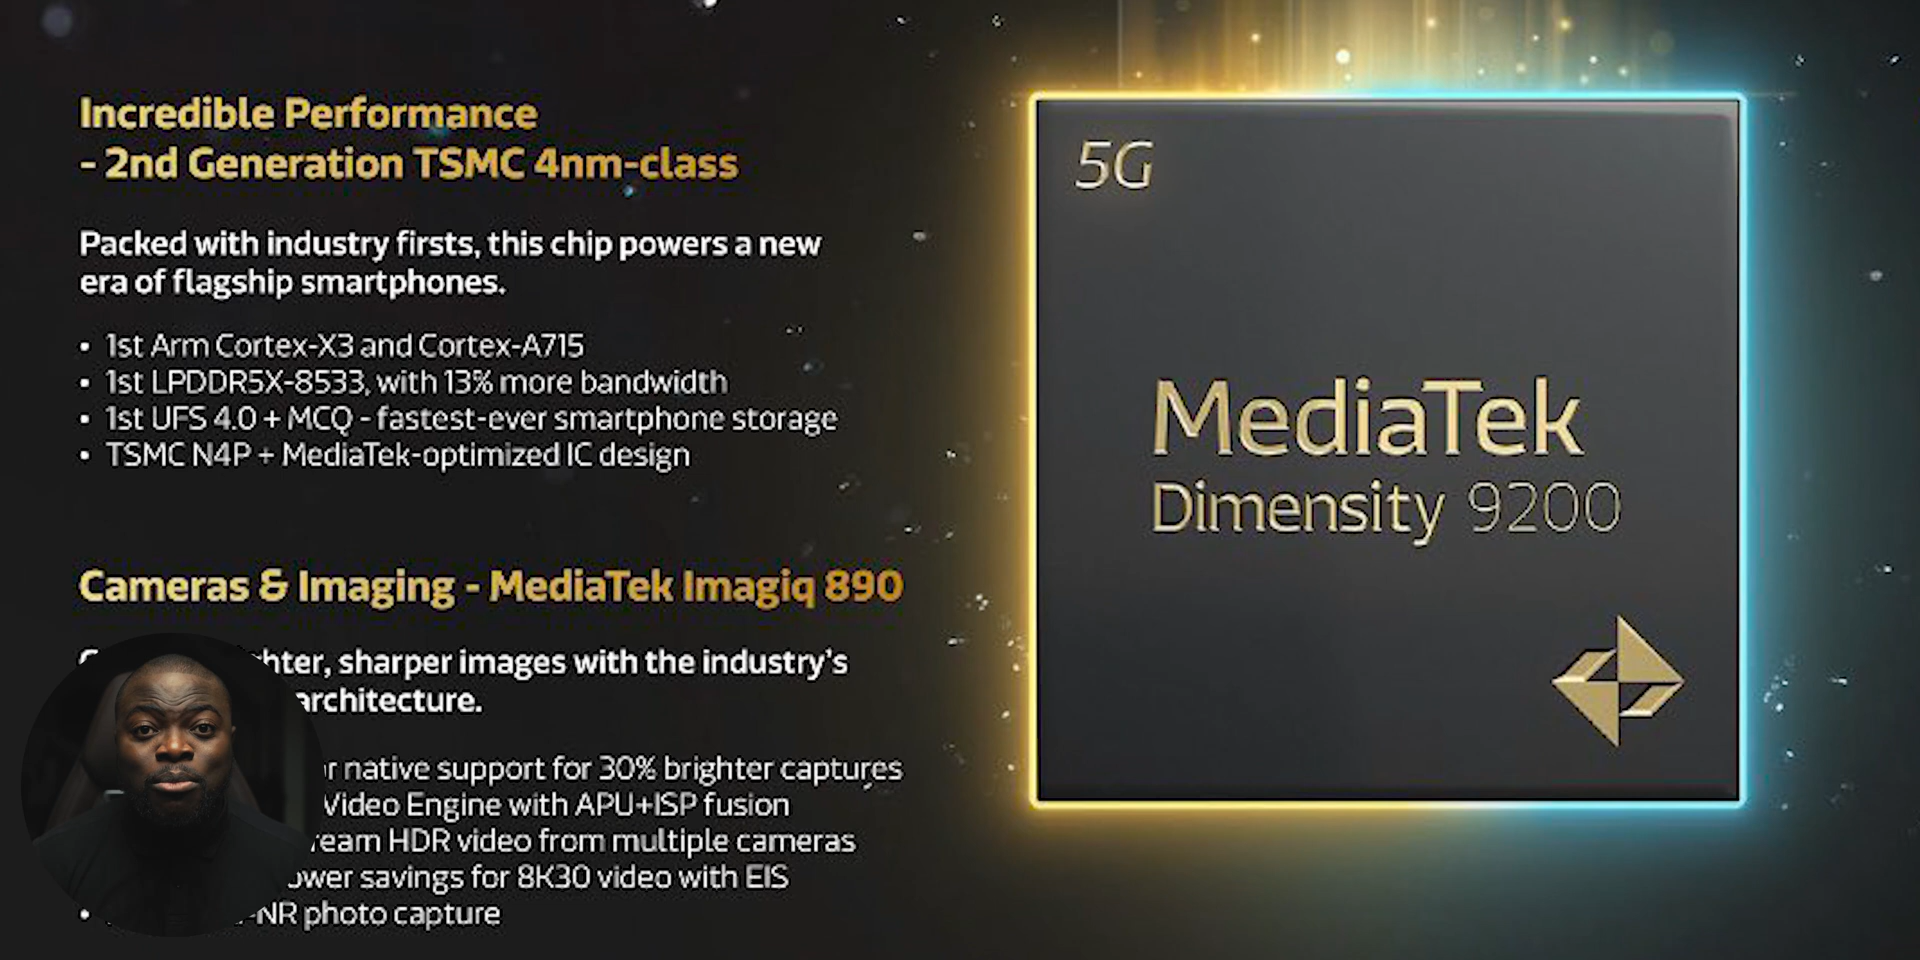 Incredible Performance
- 2nd Generation TSMC 4nm-class
Packed with industry firsts, this chip powers a new
era of flagship smartphones.
• 1st Arm Cortex-X3 and Cortex-A715
• 1st LPDDR5X-8533, with 13% more bandwidth
• 1st UFS 4.0 + MCQ - fastest-ever smartphone storage
• TSMC N4P + MediaTek-optimized IC design
Cameras & Imaging - MediaTek Imagiq 890
sharper images with the industry's
architecture.
native support for 30% brighter captures
Video Engine with APU+ISP fusion
HDR video from multiple cameras
savings for 8K30 video with EIS
• NR photo capture
5G
MediaTek
Dimensity 9200